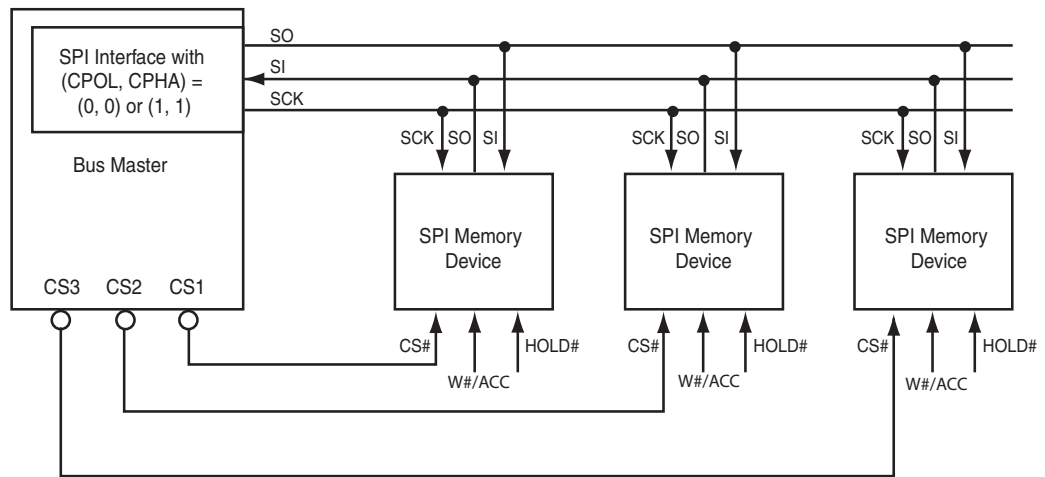 SPI Interface with
(CPOL, CPHA) =
(0, 0) or (1, 1)
Bus Master
SO
SI
SCK
SCK SO SI
SCK SO SI
SCK SO SI
SPI Memory
Device
SPI Memory
Device
SPI Memory
Device
CS3 CS2 CS1
CS# HOLD#
W#/ACC
CS# HOLD#
W#/ACC
CS# HOLD#
W#/ACC